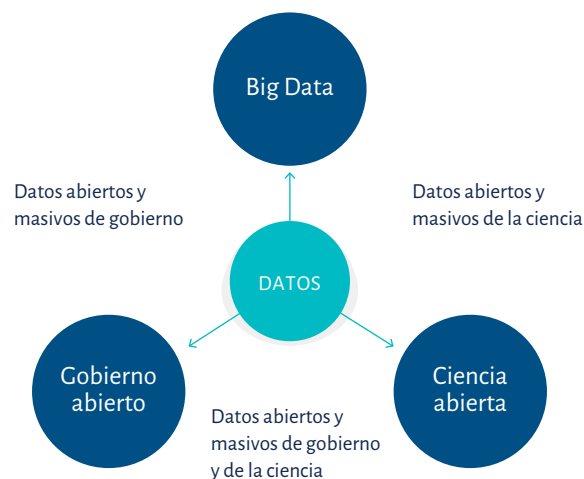 Big Data
Datos abiertos y
masivos de gobierno
Datos abiertos y
masivos de la ciencia
DATOS
Gobierno
abierto
Ciencia
abierta
Datos abiertos y
masivos de gobierno
y de la ciencia